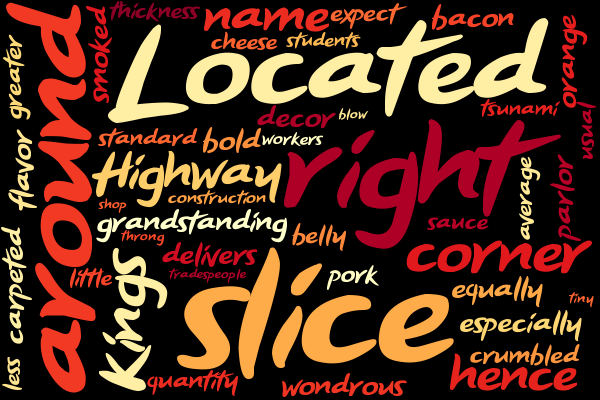 thickness
name
expect
bacon
smoked
cheese
students
Located
orange
greater
around
decor
blow
tsunami
standard
bold
workers
right
usual
flavor
Highway
average
parlor
shop
construction
grandstanding
throng
belly
sauce
delivers
tradespeople
corner
carpeted
little
Kings
slice
pork
equally
tiny
especially
crumbled
less
quantity
wondrous
hence